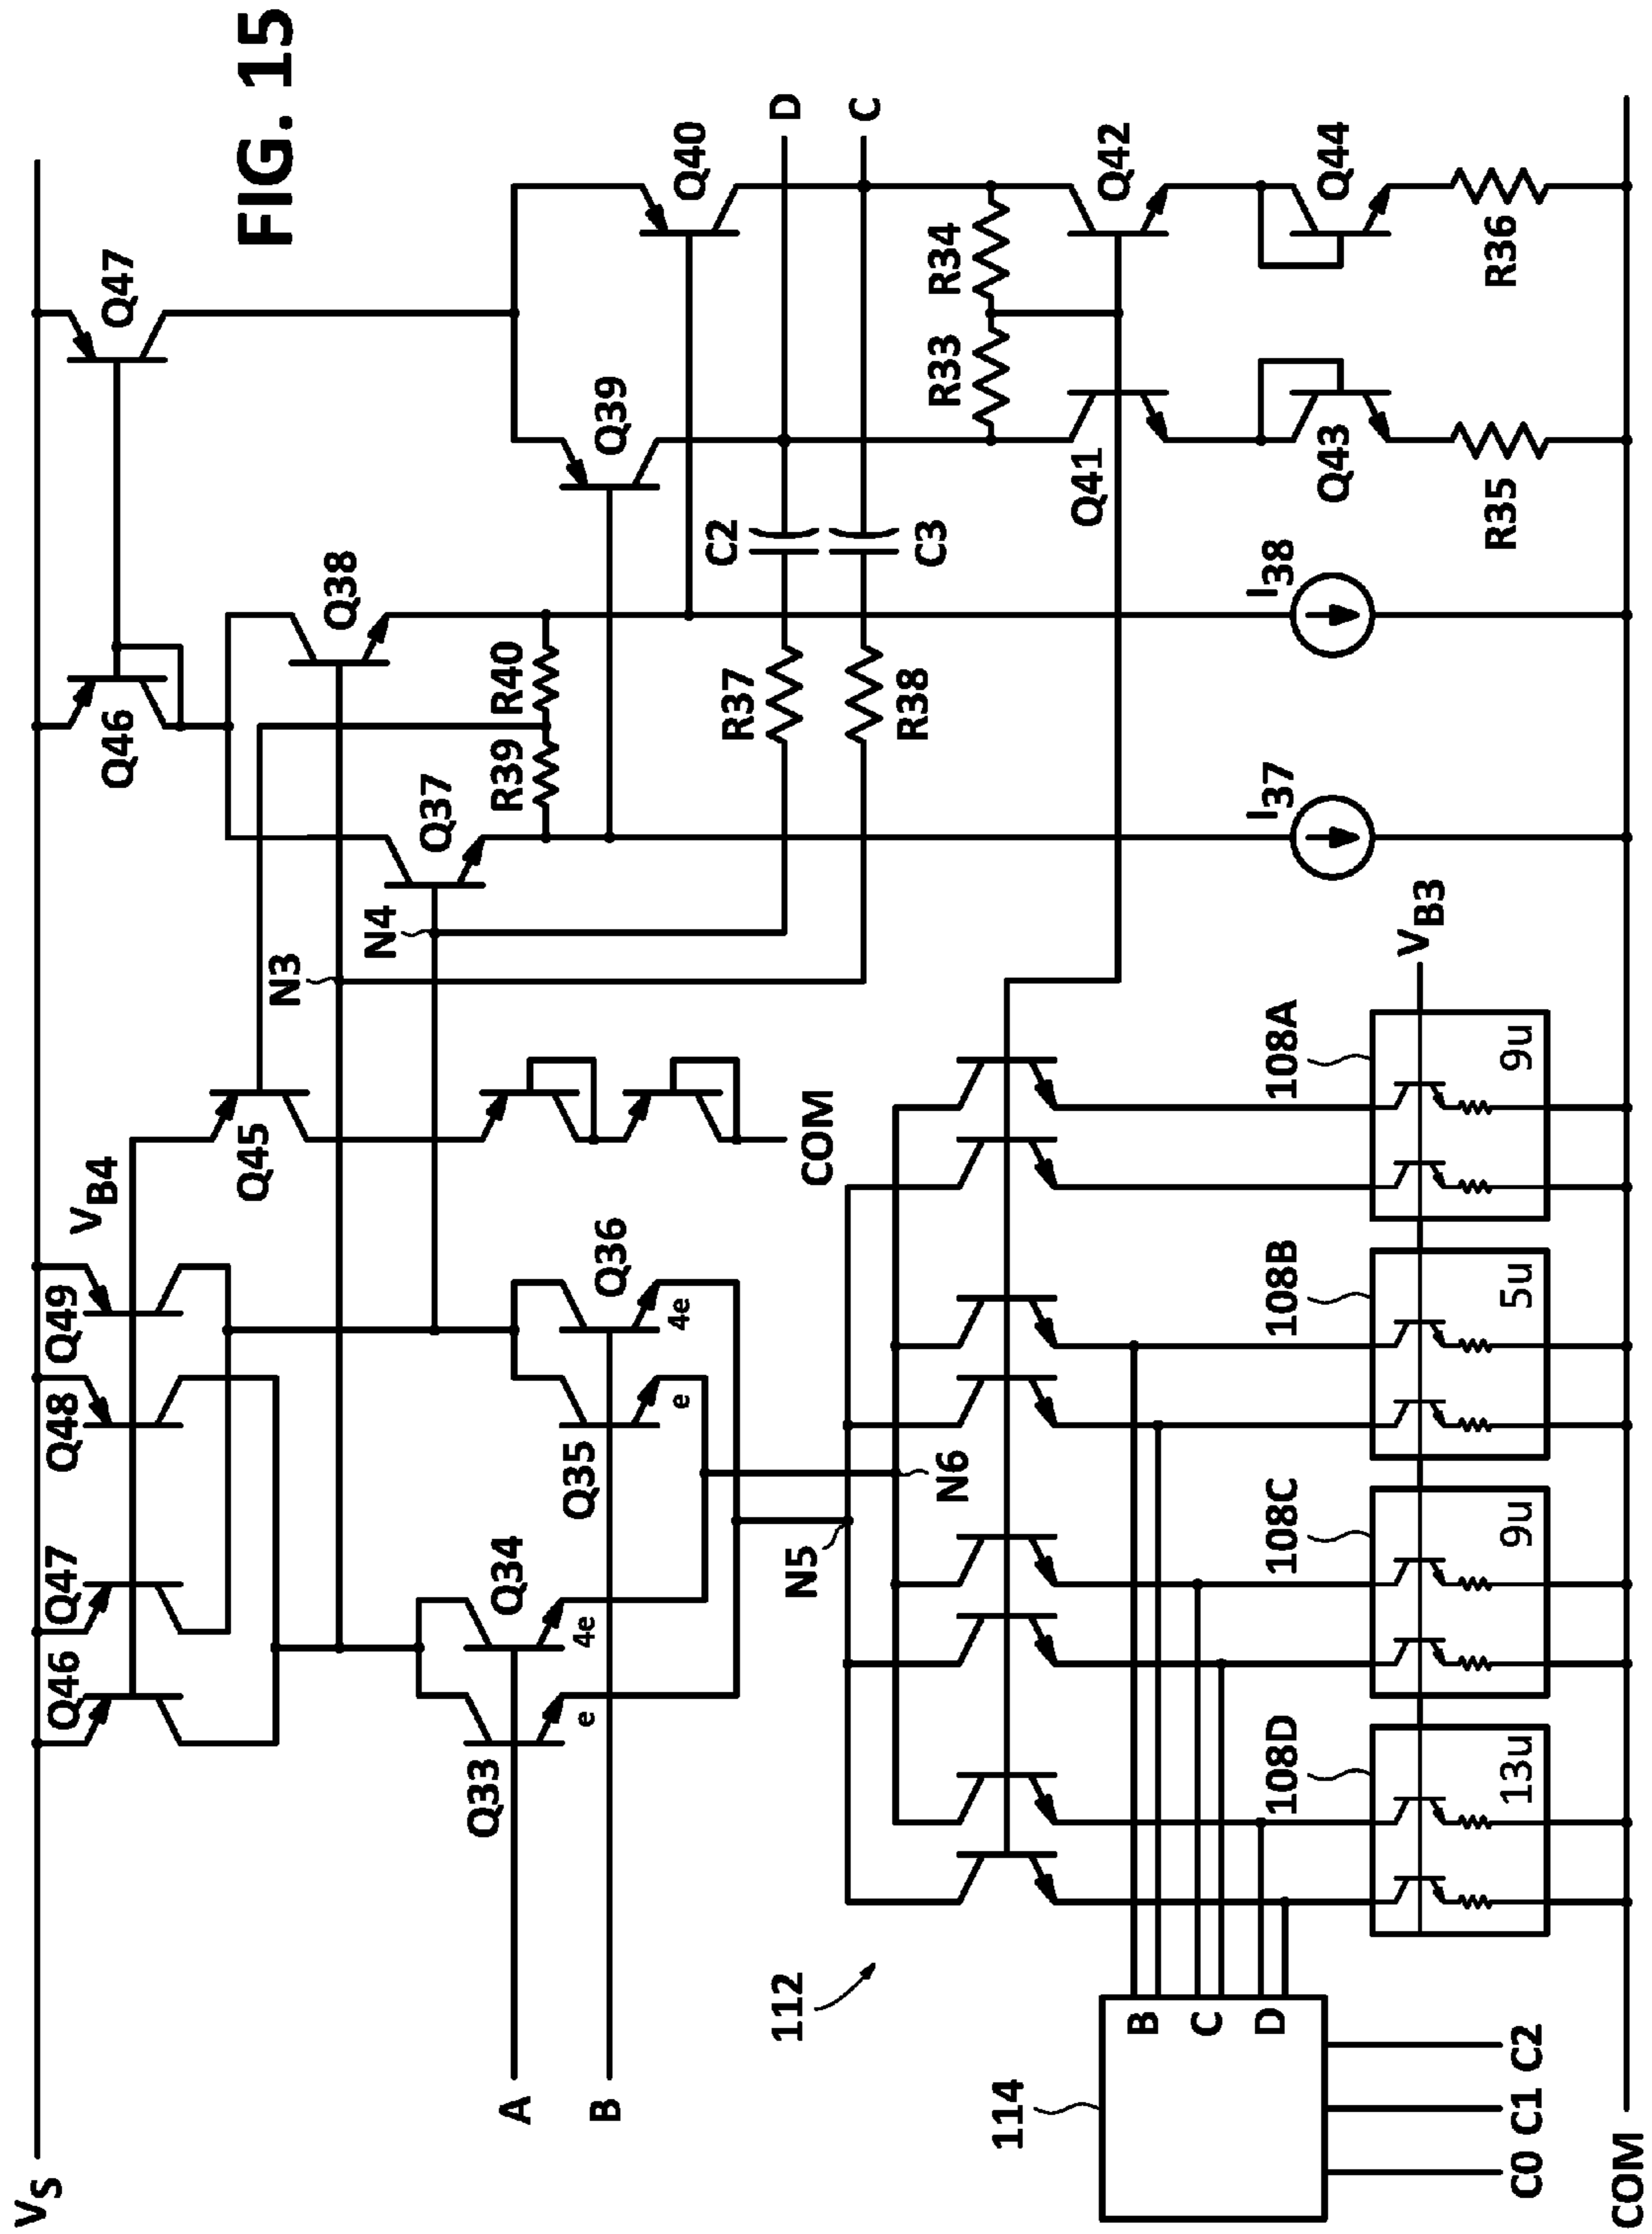 FIG. 15
VS
VB4
Q46
Q47
Q48
Q49
Q45
Q46
Q47
Q38
Q37
N3
N4
R39
R40
Q39
Q40
Q33
Q34
e
4e
Q35
Q36
e
4e
A
B
COM
R37
C2
D
R38
C3
C
N5
N6
R33
R34
Q41
Q42
112
114
B
C
D
C0
C1
C2
108D
13u
108C
9u
108B
5u
108A
9u
VB3
I37
I38
Q43
Q44
R35
R36
COM